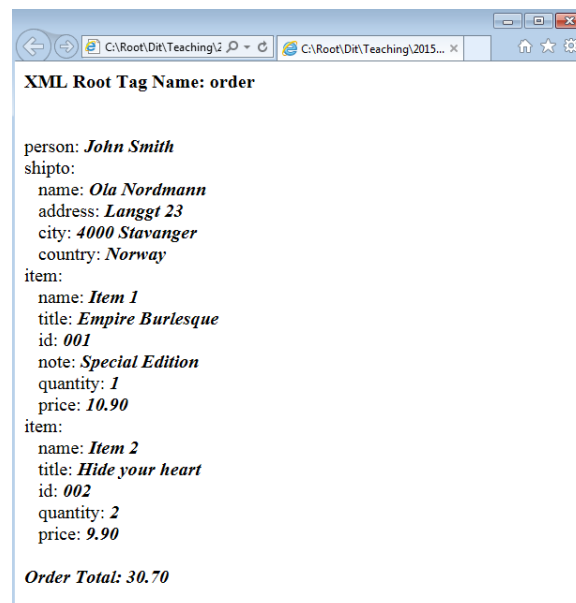 C:\Root\Dit\Teaching\2
C:\Root\Dit\Teaching\2015...
XML Root Tag Name: order
person: John Smith
shipto:
name: Ola Nordmann
address: Langgt 23
city: 4000 Stavanger
country: Norway
item:
name: Item 1
title: Empire Burlesque
id: 001
note: Special Edition
quantity: 1
price: 10.90
item:
name: Item 2
title: Hide your heart
id: 002
quantity: 2
price: 9.90
Order Total: 30.70